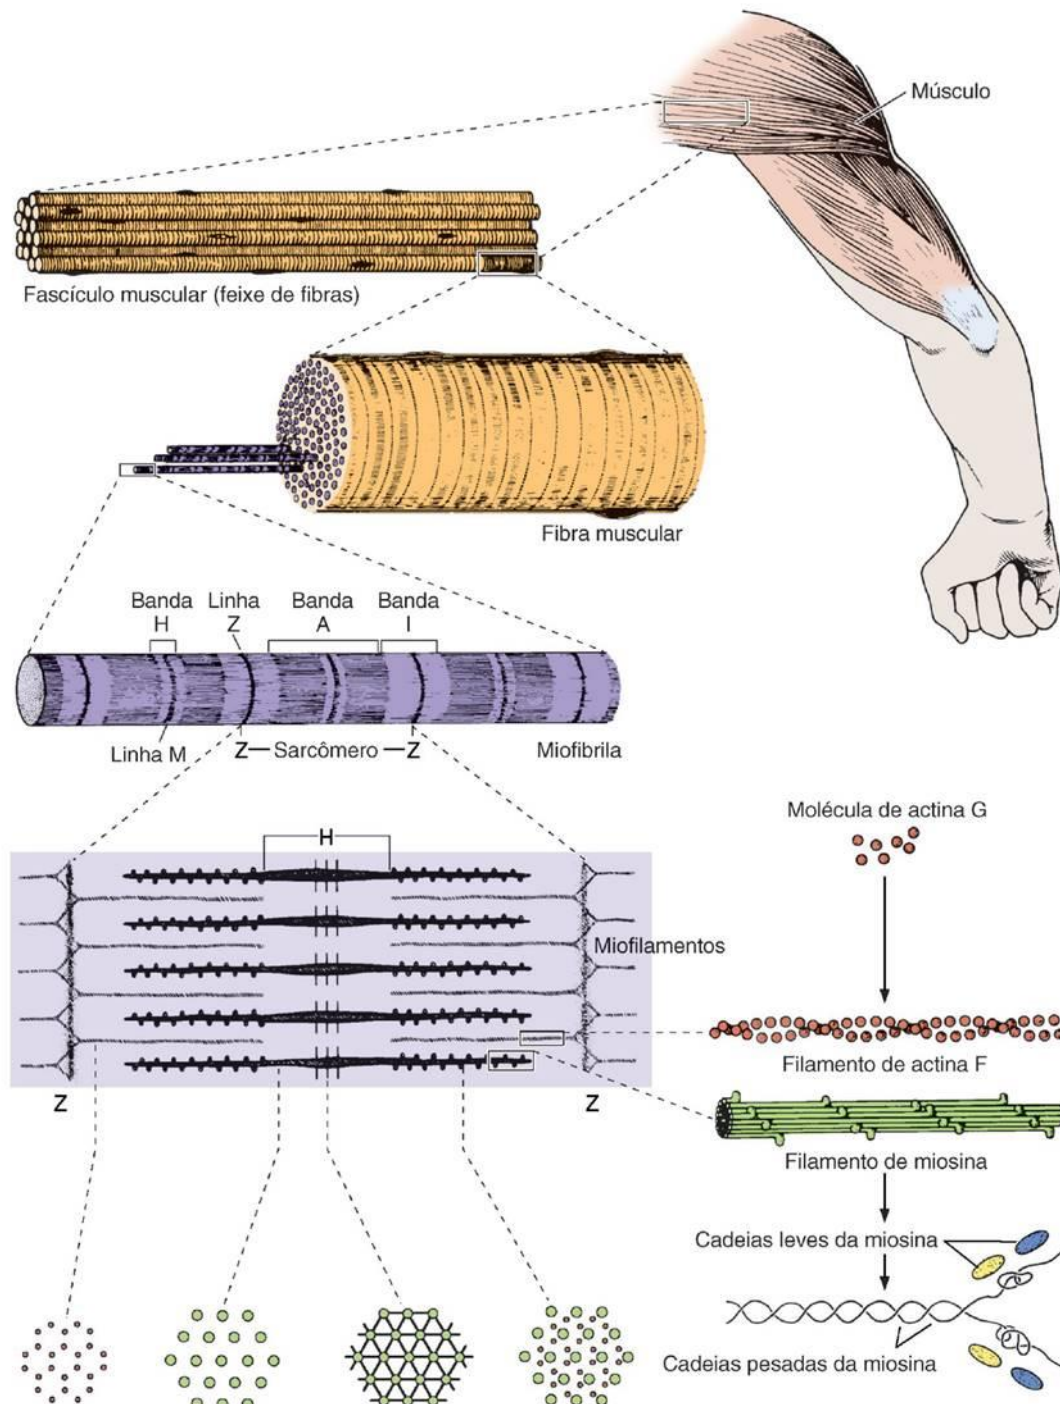 Músculo
Fascículo muscular (feixe de fibras)
Fibra muscular
Banda H
Linha Z
Banda A
Banda I
Linha M
Z
Sarcômero
Z
Miofibrila
H
Miofilamentos
Z
Z
Molécula de actina G
Filamento de actina F
Filamento de miosina
Cadeias leves da miosina
Cadeias pesadas da miosina